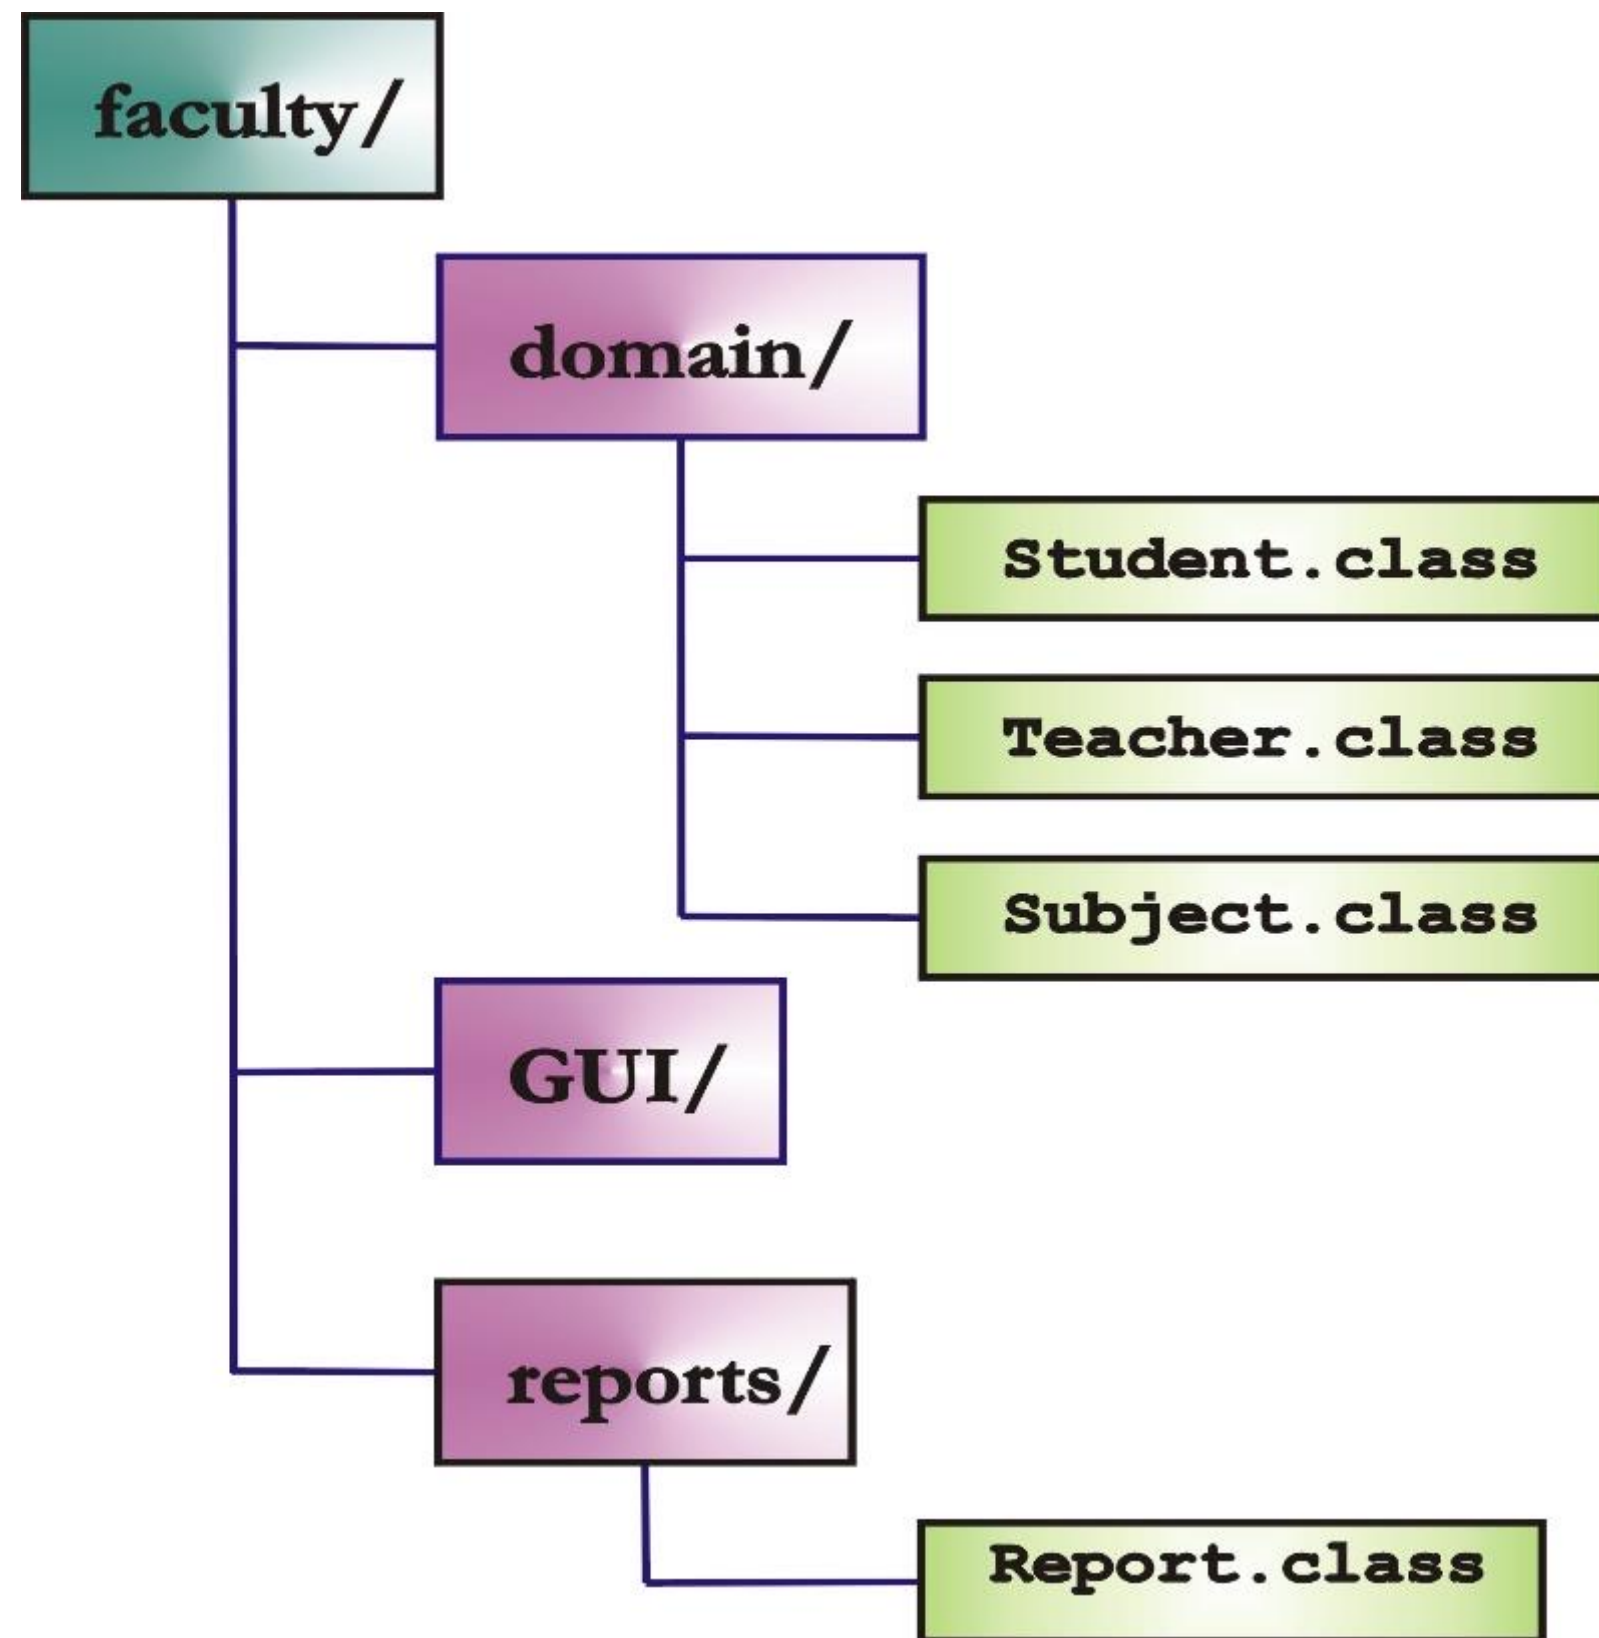 faculty/
domain/
Student.class
Teacher.class
Subject.class
GUI/
reports/
Report.class